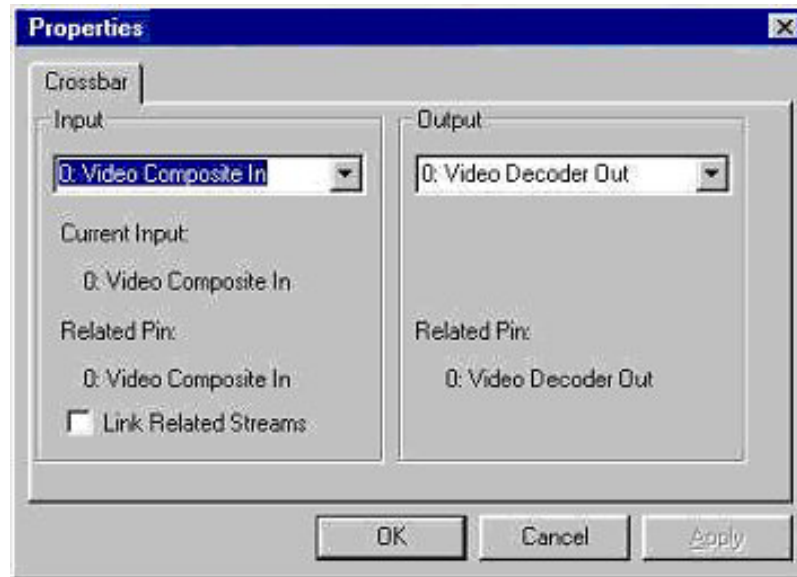 Properties
Crossbar
Input
0: Video Composite In
Current Input:
0: Video Composite In
Related Pin:
0: Video Composite In
Link Related Streams
Output
0: Video Decoder Out
Related Pin:
0: Video Decoder Out
OK
Cancel
Apply